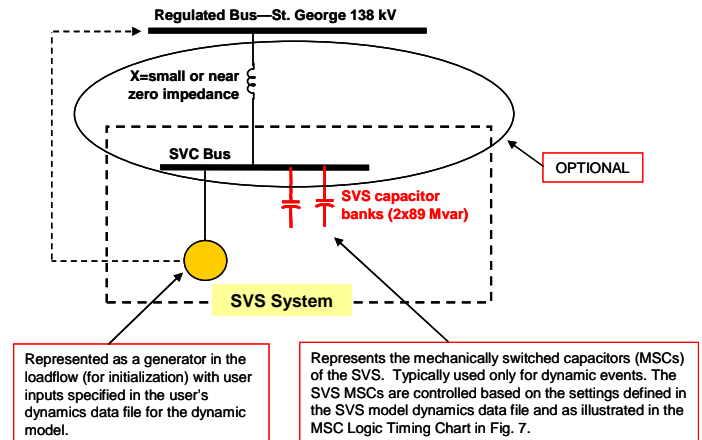 Regulated Bus—St. George 138 kV
X=small or near
zero impedance
SVC Bus
OPTIONAL
SVS capacitor
banks (2x89 Mvar)
SVS System
Represented as a generator in the
loadflow (for initialization) with user
inputs specified in the user's
dynamics data file for the dynamic
model.
Represents the mechanically switched capacitors (MSCs)
of the SVS.  Typically used only for dynamic events. The
SVS MSCs are controlled based on the settings defined
in the SVS model dynamics data file and as illustrated in the
MSC Logic Timing Chart in Fig. 7.